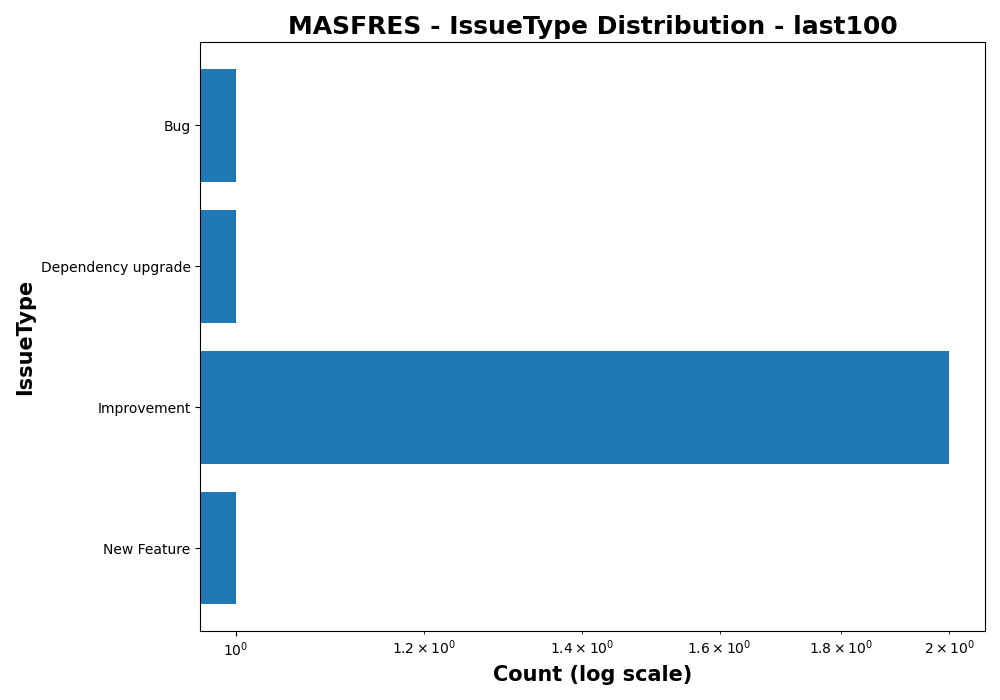 MASFRES - IssueType Distribution - last100
IssueType
Bug
Dependency upgrade
Improvement
New Feature
10⁰ 1.2 × 10⁰ 1.4 × 10⁰ 1.6 × 10⁰ 1.8 × 10⁰ 2 × 10⁰
Count (log scale)